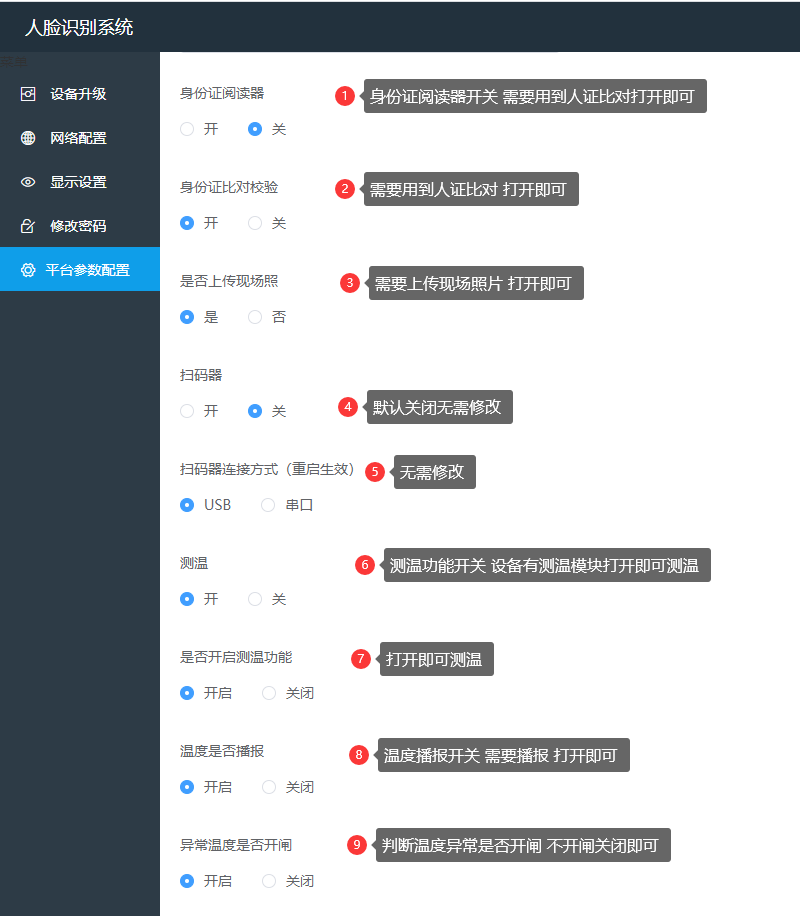 人脸识别系统
设备升级
网络配置
显示设置
修改密码
平台参数配置
身份证阅读器
1 身份证阅读器开关 需要用到人证比对打开即可
开 关
身份证比对校验
2 需要用到人证比对 打开即可
开 关
是否上传现场照
3 需要上传现场照片 打开即可
是 否
扫码器
开 关
4 默认关闭无需修改
扫码器连接方式（重启生效）
5 无需修改
USB 串口
测温
6 测温功能开关 设备有测温模块打开即可测温
开 关
是否开启测温功能
7 打开即可测温
开启 关闭
温度是否播报
8 温度播报开关 需要播报 打开即可
开启 关闭
异常温度是否开闸
9 判断温度异常是否开闸 不开闸关闭即可
开启 关闭